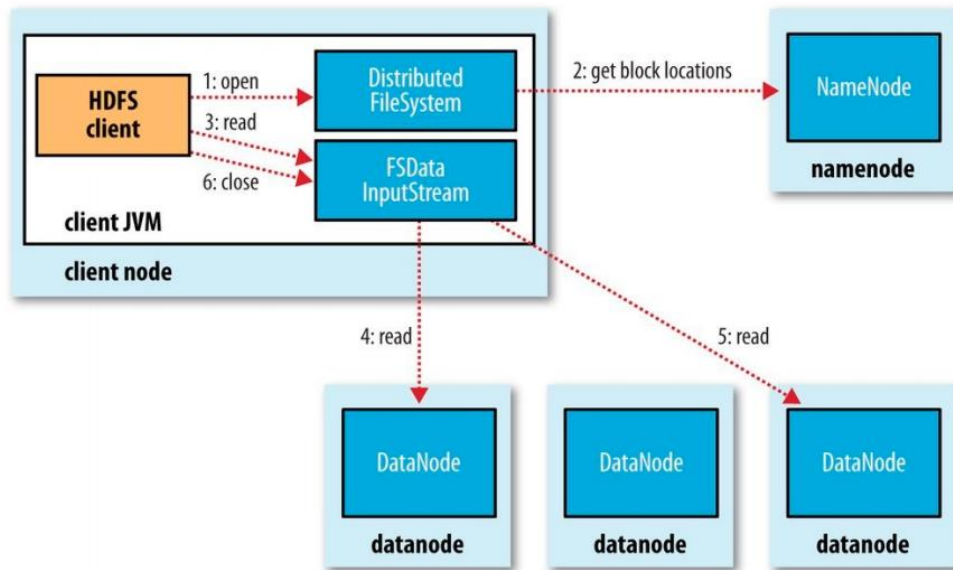 1: open
Distributed
FileSystem
2: get block locations
NameNode
HDFS
client
3: read
6: close
FSData
InputStream
namenode
client JVM
client node
4: read
5: read
DataNode
DataNode
DataNode
datanode
datanode
datanode